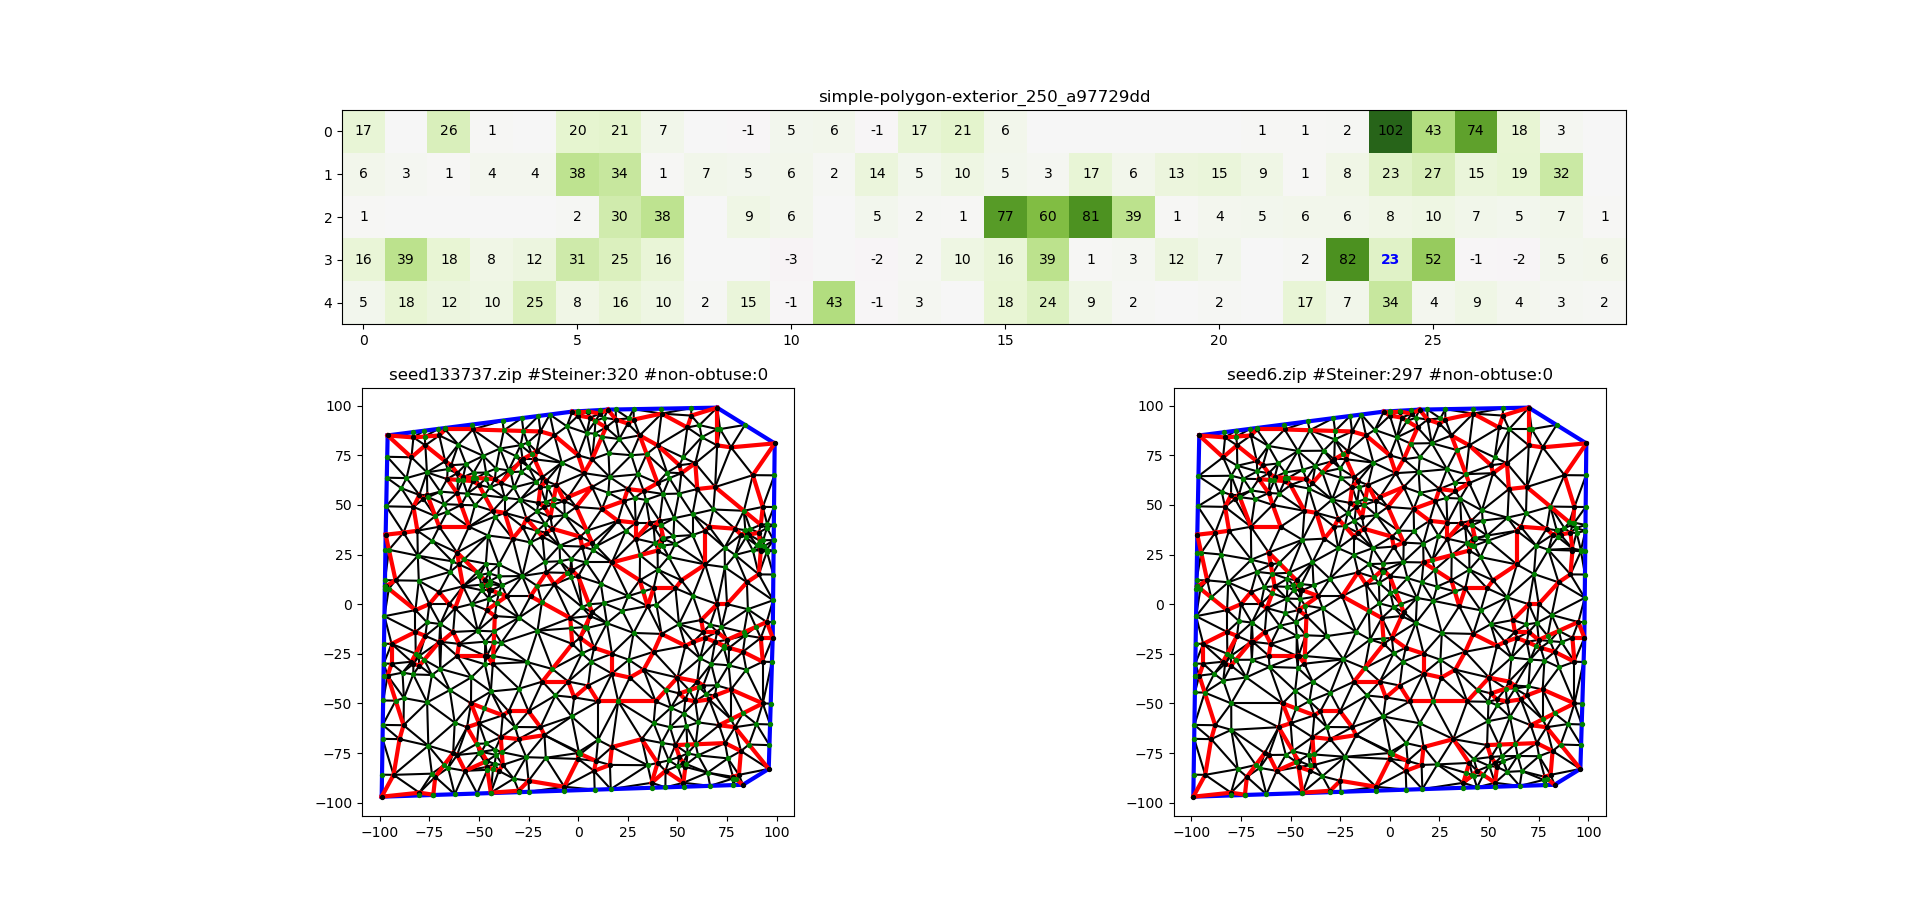 simple-polygon-exterior_250_a97729dd
0 17 26 1 20 21 7 -1 5 6 -1 17 21 6 1 1 2 102 43 74 18 3
1 6 3 1 4 4 38 34 1 7 5 6 2 14 5 10 5 3 17 6 13 15 9 1 8 23 27 15 19 32
2 1 2 30 38 9 6 5 2 1 77 60 81 39 1 4 5 6 6 8 10 7 5 7 1
3 16 39 18 8 12 31 25 16 -3 -2 2 10 16 39 1 3 12 7 2 82 23 52 -1 -2 5 6
4 5 18 12 10 25 8 16 10 2 15 -1 43 -1 3 18 24 9 2 2 17 7 34 4 9 4 3 2
0 5 10 15 20 25
seed133737.zip #Steiner:320 #non-obtuse:0
100
75
50
25
0
−25
−50
−75
−100
−100 −75 −50 −25 0 25 50 75 100
seed6.zip #Steiner:297 #non-obtuse:0
100
75
50
25
0
−25
−50
−75
−100
−100 −75 −50 −25 0 25 50 75 100